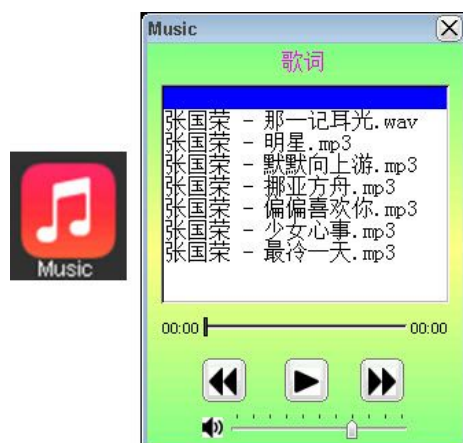 Music
Music
歌词
张国荣 - 那一记耳光.wav
张国荣 - 明星.mp3
张国荣 - 默默向上游.mp3
张国荣 - 挪亚方舟.mp3
张国荣 - 偏偏喜欢你.mp3
张国荣 - 少女心事.mp3
张国荣 - 最冷一天.mp3
00:00 00:00